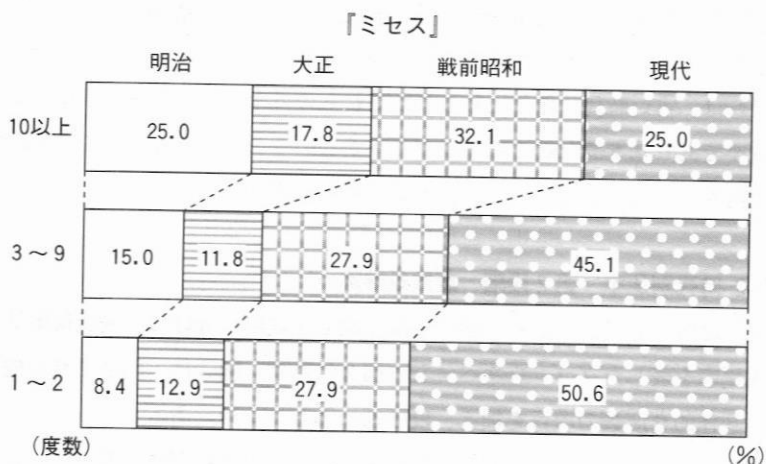 『ミセス』
明治 大正 戦前昭和 現代
10以上 25.0 17.8 32.1 25.0
3～9 15.0 11.8 27.9 45.1
1～2 8.4 12.9 27.9 50.6
(度数) (%)